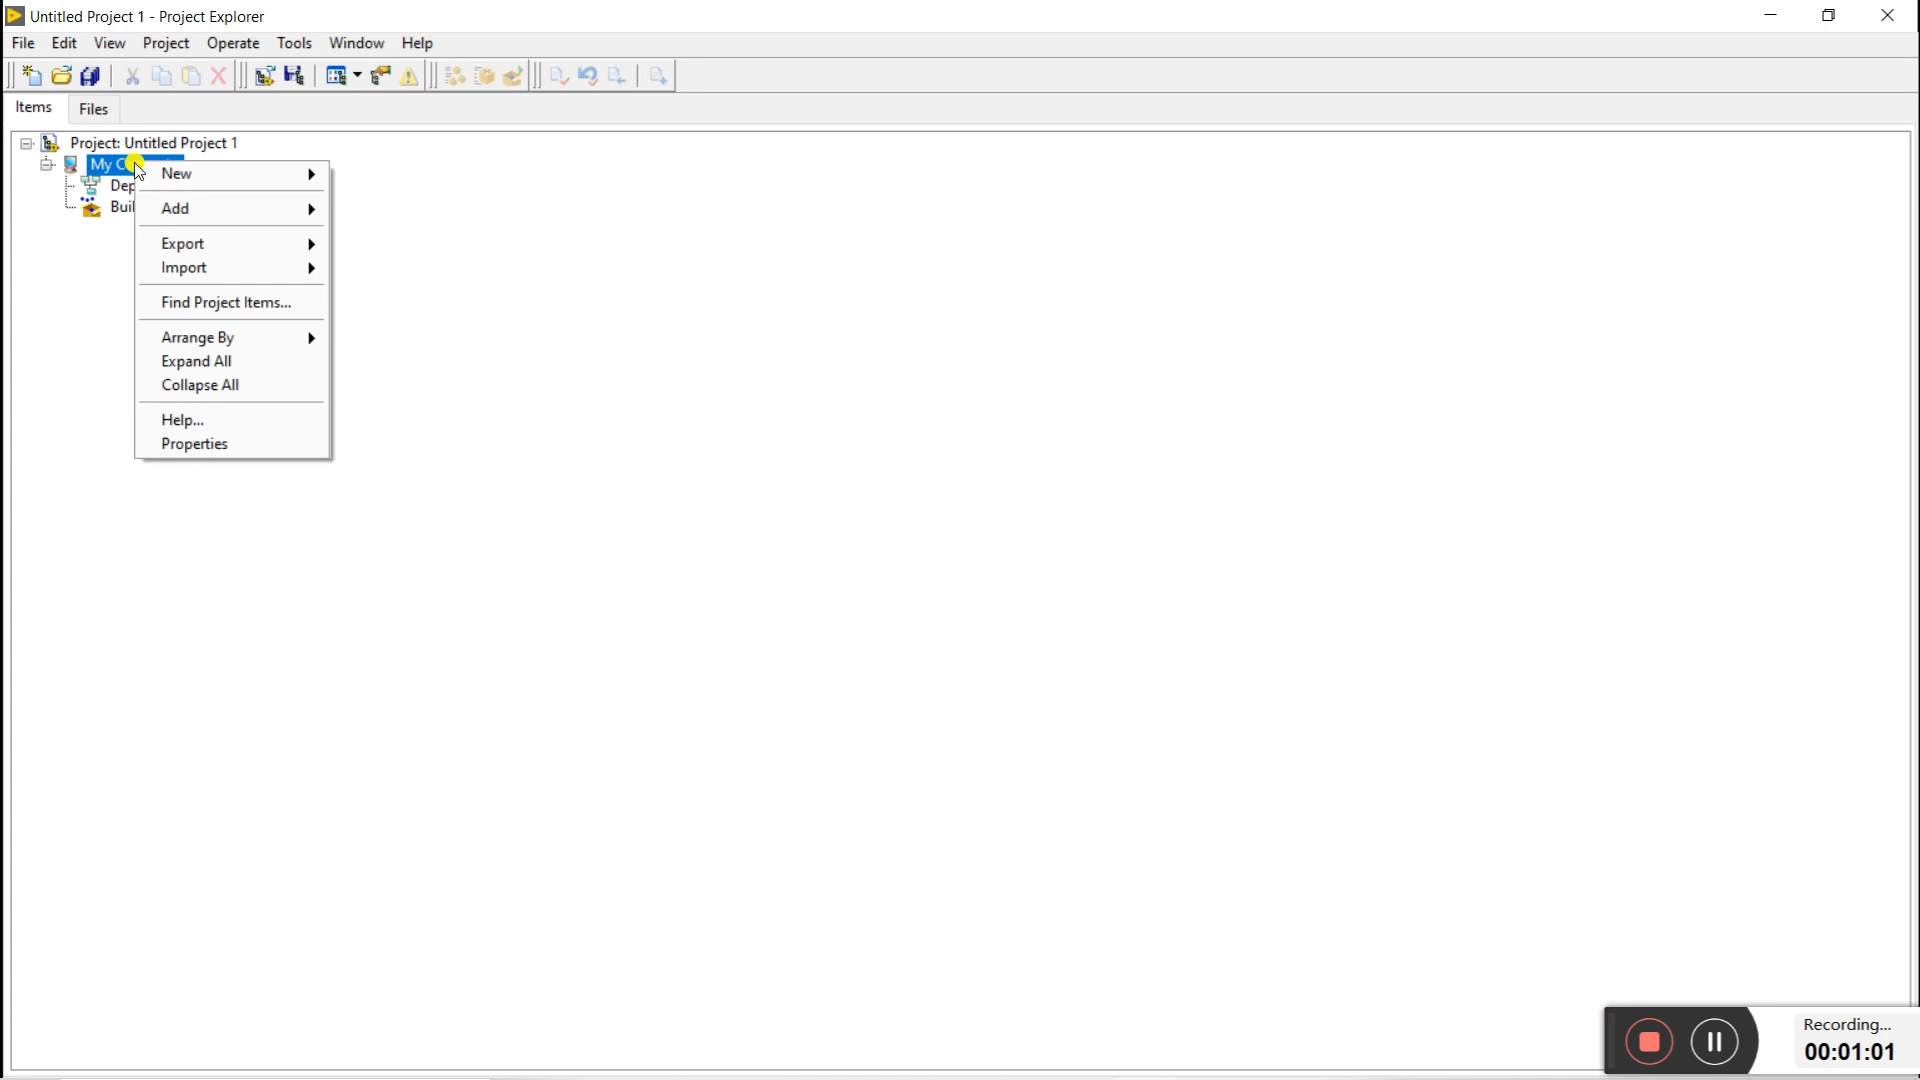 Untitled Project 1 - Project Explorer
File Edit View Project Operate Tools Window Help
Items Files
Project: Untitled Project 1
My
New
Add
Export
Import
Find Project Items...
Arrange By
Expand All
Collapse All
Help...
Properties
Recording...
00:01:01